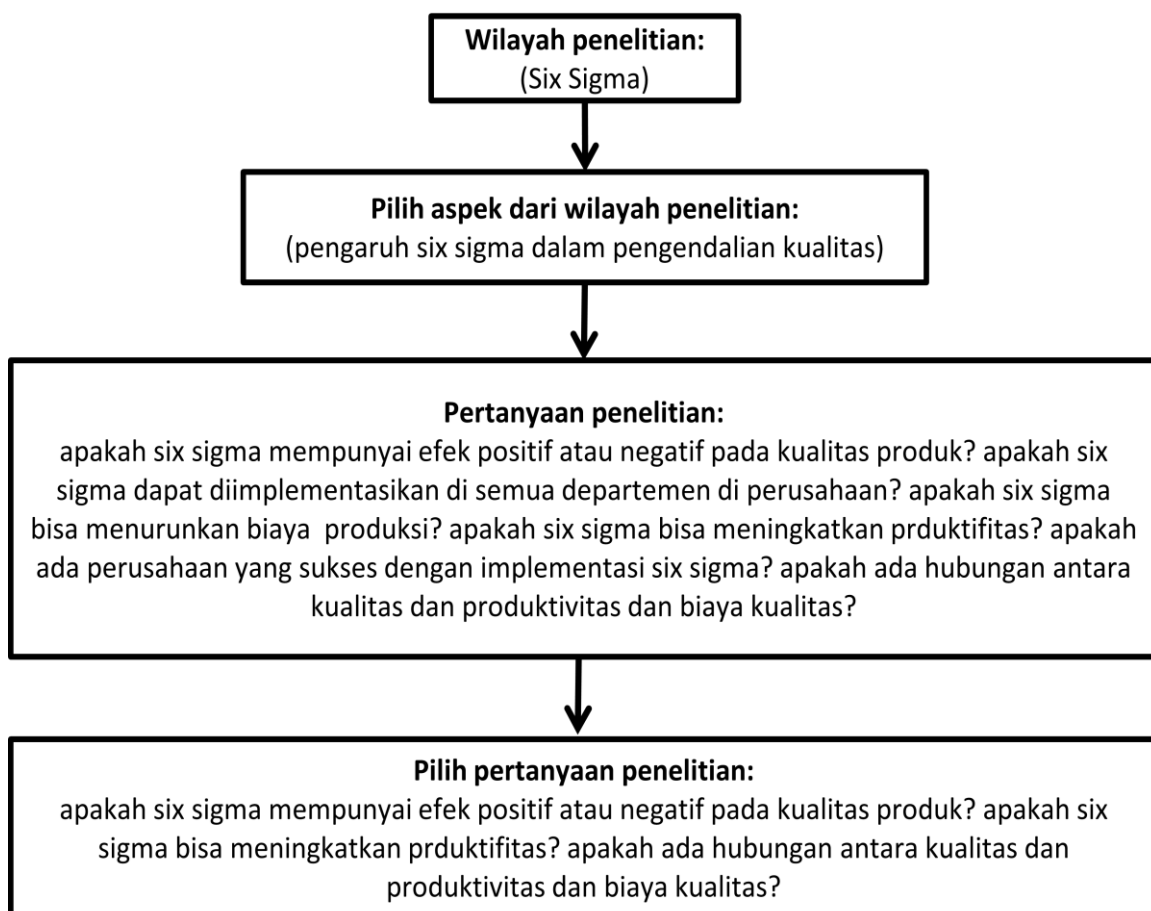 Wilayah penelitian:
(Six Sigma)
Pilih aspek dari wilayah penelitian:
(pengaruh six sigma dalam pengendalian kualitas)
Pertanyaan penelitian:
apakah six sigma mempunyai efek positif atau negatif pada kualitas produk? apakah six
sigma dapat diimplementasikan di semua departemen di perusahaan? apakah six sigma
bisa menurunkan biaya  produksi? apakah six sigma bisa meningkatkan prduktifitas? apakah
ada perusahaan yang sukses dengan implementasi six sigma? apakah ada hubungan antara
kualitas dan produktivitas dan biaya kualitas?
Pilih pertanyaan penelitian:
apakah six sigma mempunyai efek positif atau negatif pada kualitas produk? apakah six
sigma bisa meningkatkan prduktifitas? apakah ada hubungan antara kualitas dan
produktivitas dan biaya kualitas?